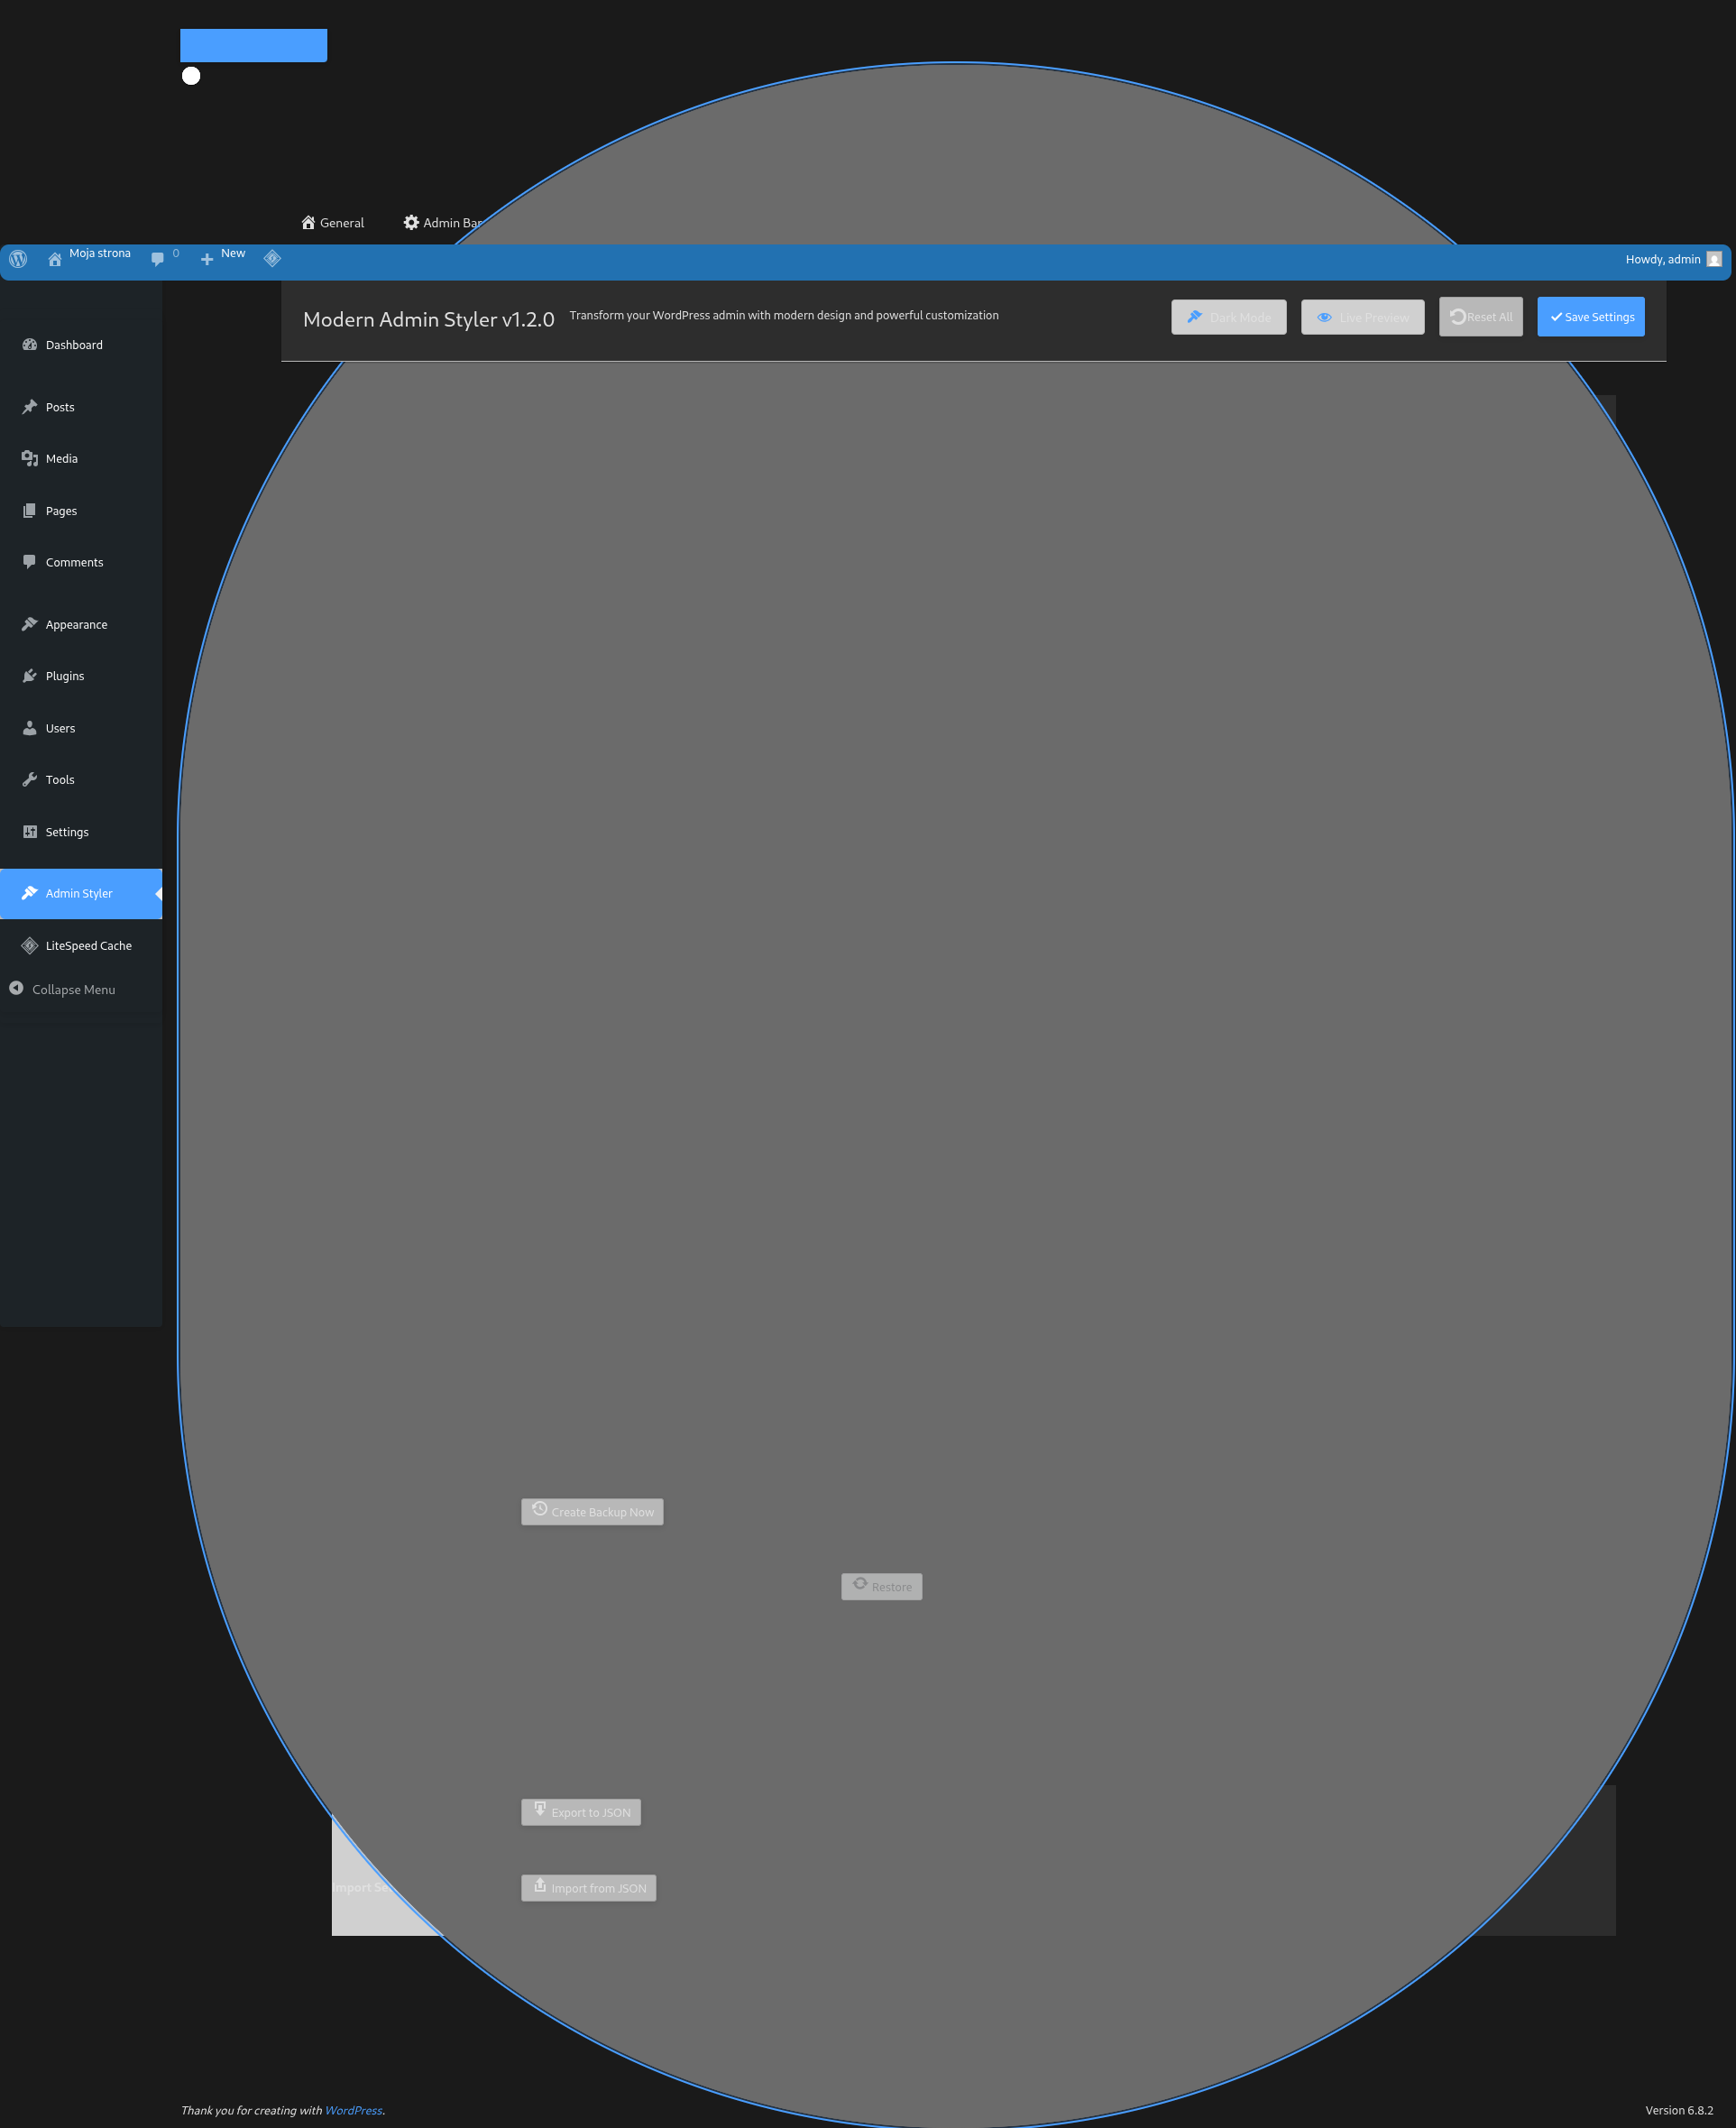 General
Admin Bar
Moja strona
0
New
Howdy, admin
Modern Admin Styler v1.2.0
Transform your WordPress admin with modern design and powerful customization
Dark Mode
Live Preview
Reset All
Save Settings
Dashboard
Posts
Media
Pages
Comments
Appearance
Plugins
Users
Tools
Settings
Admin Styler
LiteSpeed Cache
Collapse Menu
Create Backup Now
Restore
Export to JSON
Import
Import from JSON
Thank you for creating with WordPress.
Version 6.8.2